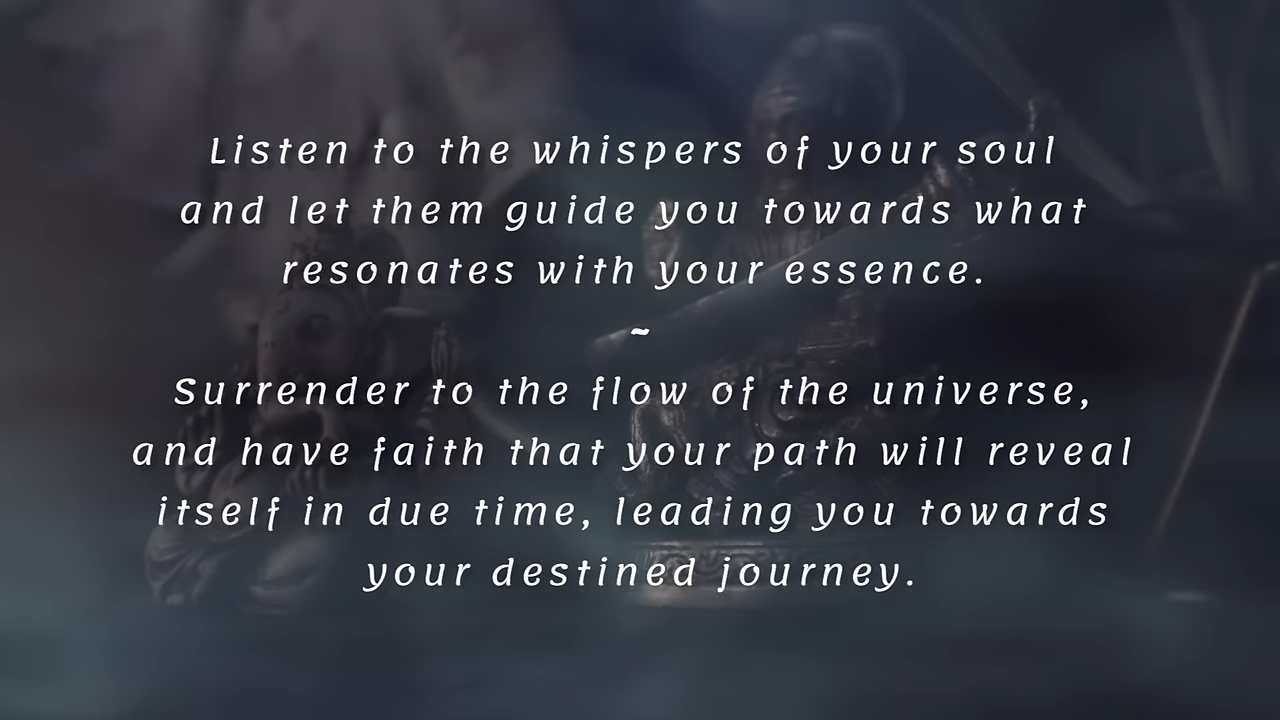 Listen to the whispers of your soul
and let them guide you towards what
resonates with your essence.
~
Surrender to the flow of the universe,
and have faith that your path will reveal
itself in due time, leading you towards
your destined journey.